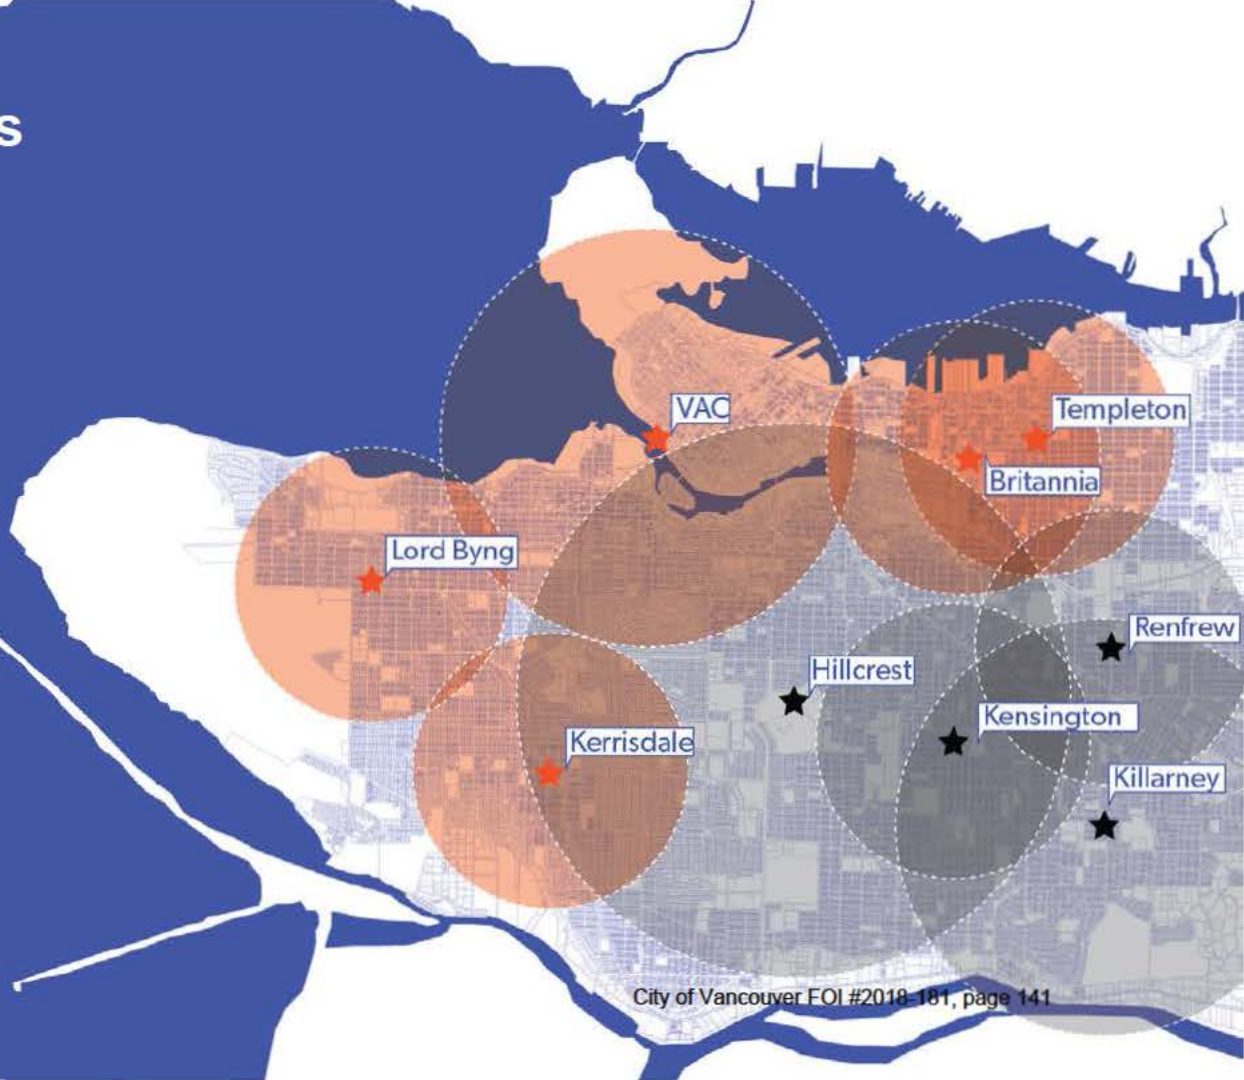 s
VAC
Templeton
Britannia
Lord Byng
Renfrew
Hillcrest
Kensington
Kerrisdale
Killarney
City of Vancouver FOI #2018-181, page 141